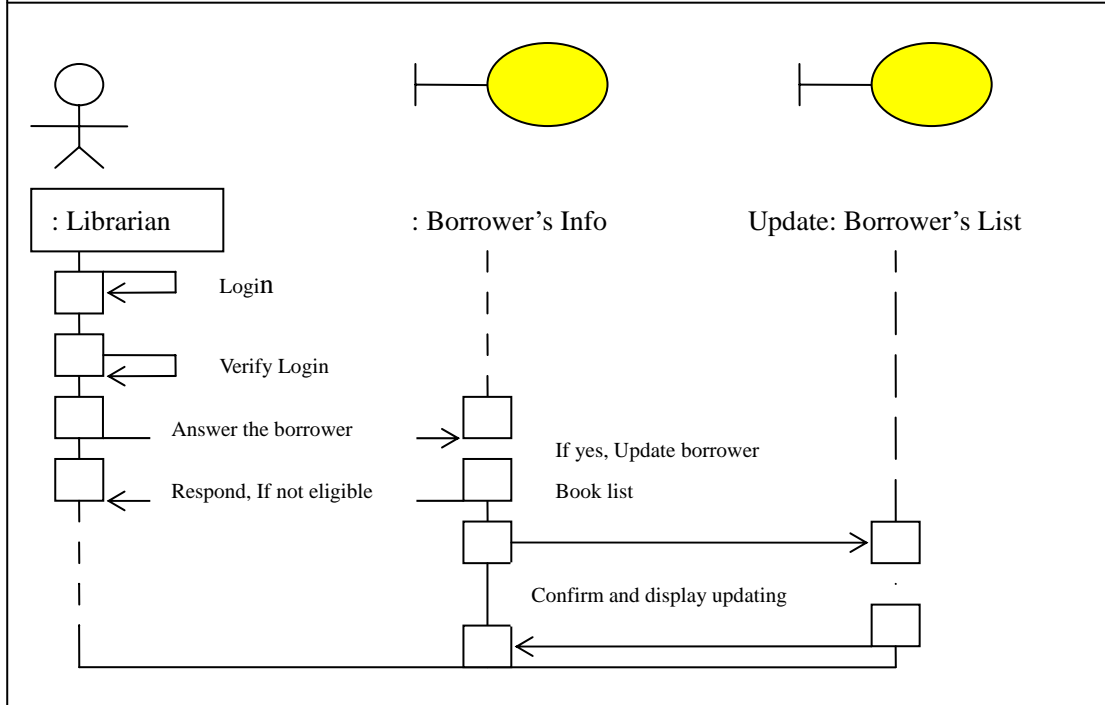 : Librarian
: Borrower’s Info
Update: Borrower’s List
Login
Verify Login
Answer the borrower
If yes, Update borrower
Respond, If not eligible
Book list
Confirm and display updating